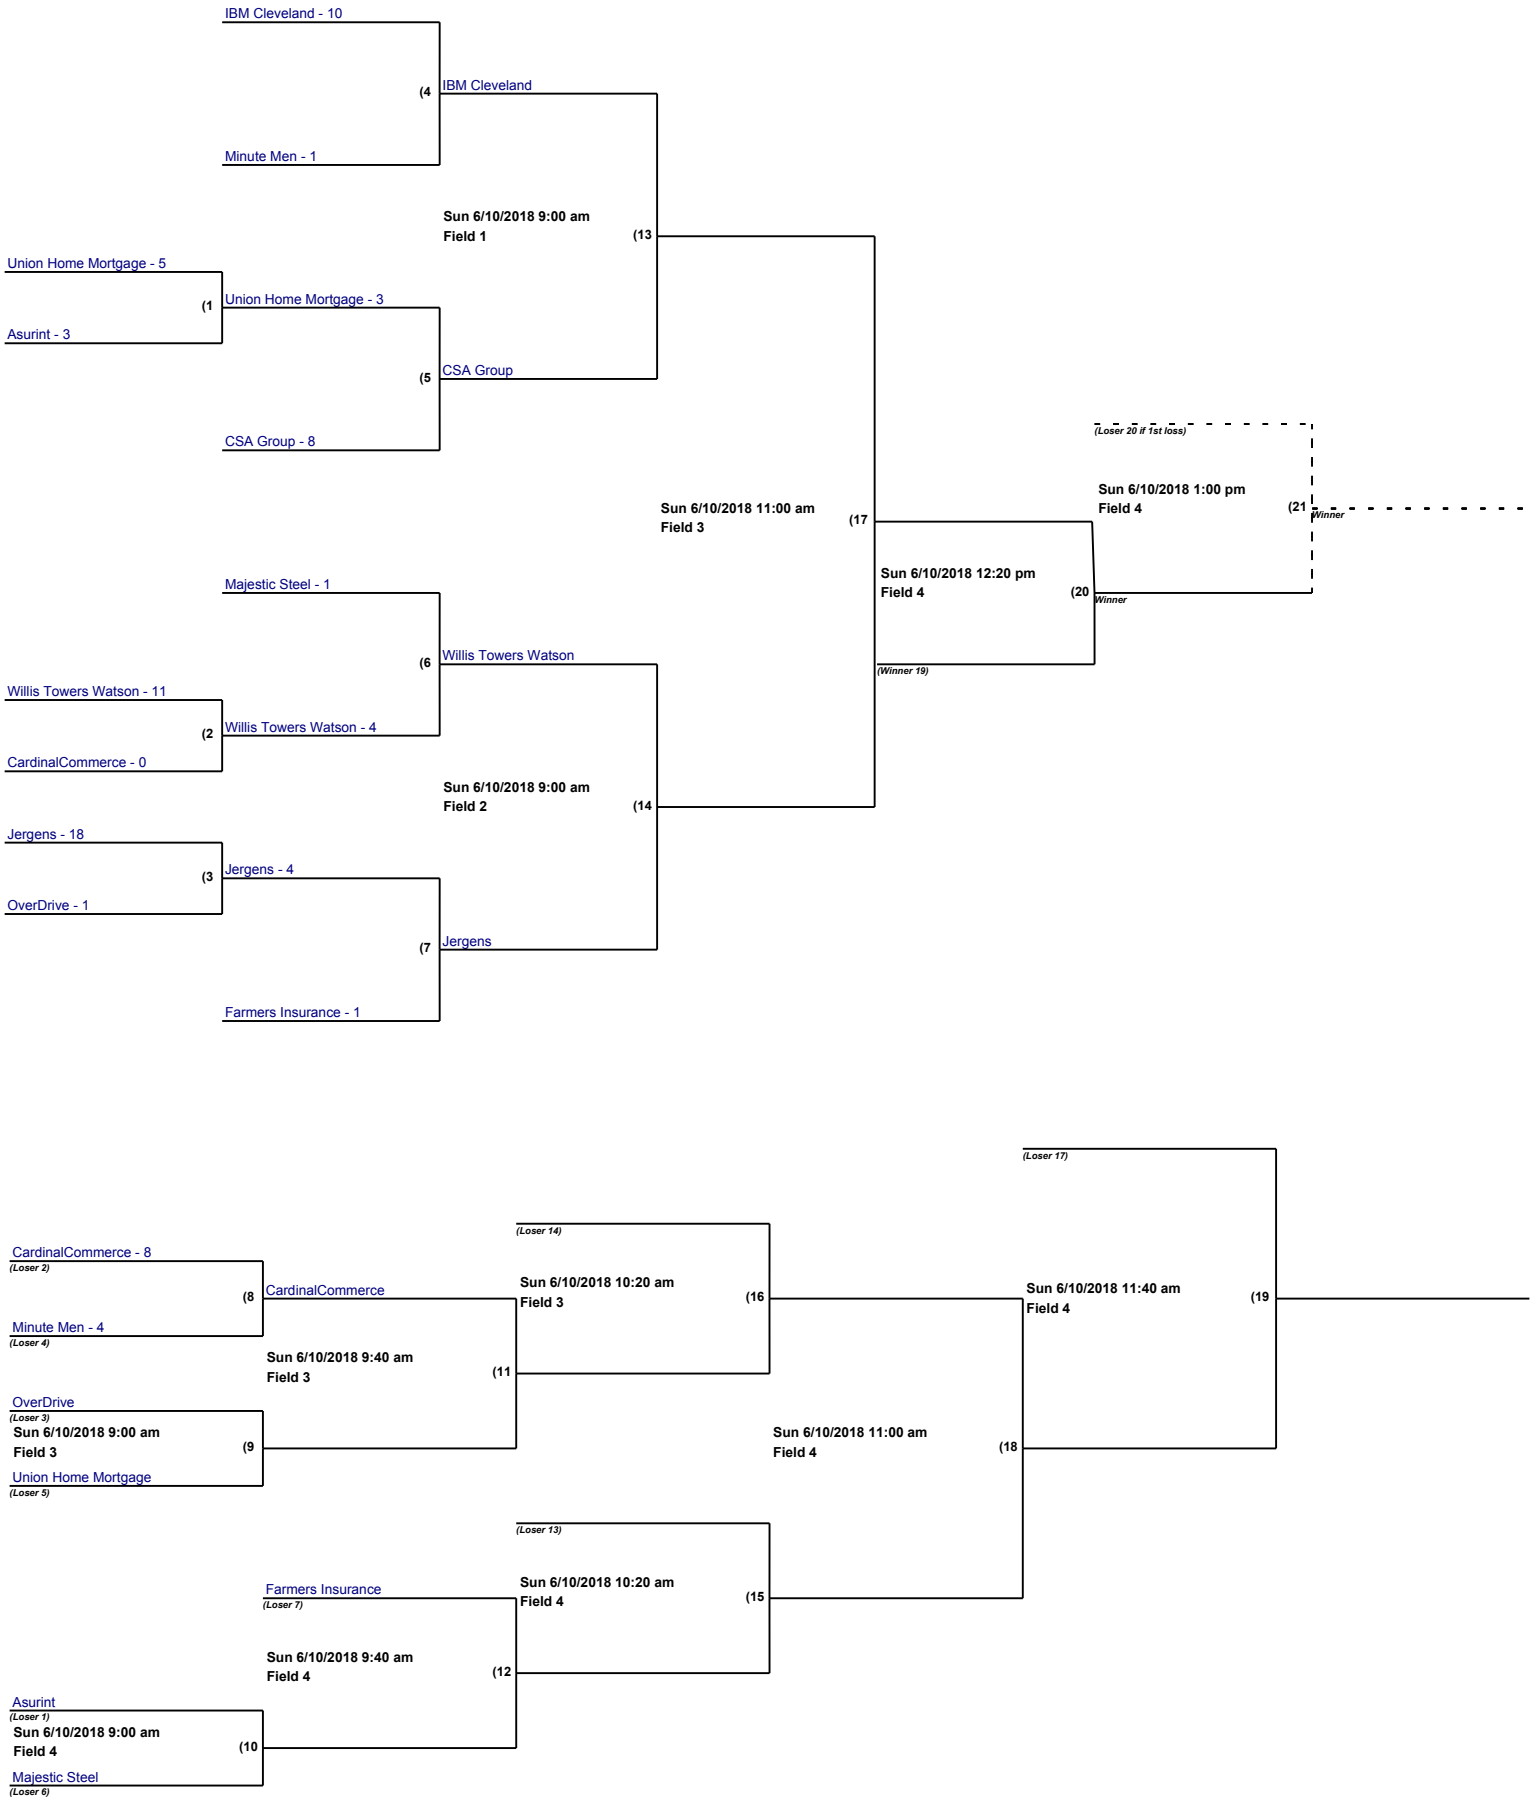 IBM Cleveland - 10
(4
IBM Cleveland
Minute Men - 1
Sun 6/10/2018 9:00 am
Field 1
(13
Union Home Mortgage - 5
(1
Union Home Mortgage - 3
Asurint - 3
(5
CSA Group
CSA Group - 8
(Loser 20 if 1st loss)
Sun 6/10/2018 1:00 pm
Field 4
(21
Winner
Sun 6/10/2018 11:00 am
Field 3
(17
Sun 6/10/2018 12:20 pm
Field 4
(20
Winner
Majestic Steel - 1
(6
Willis Towers Watson
(Winner 19)
Willis Towers Watson - 11
(2
Willis Towers Watson - 4
CardinalCommerce - 0
Sun 6/10/2018 9:00 am
Field 2
(14
Jergens - 18
(3
Jergens - 4
OverDrive - 1
(7
Jergens
Farmers Insurance - 1
(Loser 17)
(Loser 14)
CardinalCommerce - 8
(Loser 2)
(8
CardinalCommerce
Sun 6/10/2018 10:20 am
Field 3
(16
Sun 6/10/2018 11:40 am
Field 4
(19
Minute Men - 4
(Loser 4)
Sun 6/10/2018 9:40 am
Field 3
(11
OverDrive
(Loser 3)
Sun 6/10/2018 9:00 am
Field 3
(9
Sun 6/10/2018 11:00 am
Field 4
(18
Union Home Mortgage
(Loser 5)
(Loser 13)
Farmers Insurance
(Loser 7)
Sun 6/10/2018 10:20 am
Field 4
(15
Sun 6/10/2018 9:40 am
Field 4
(12
Asurint
(Loser 1)
Sun 6/10/2018 9:00 am
Field 4
(10
Majestic Steel
(Loser 6)